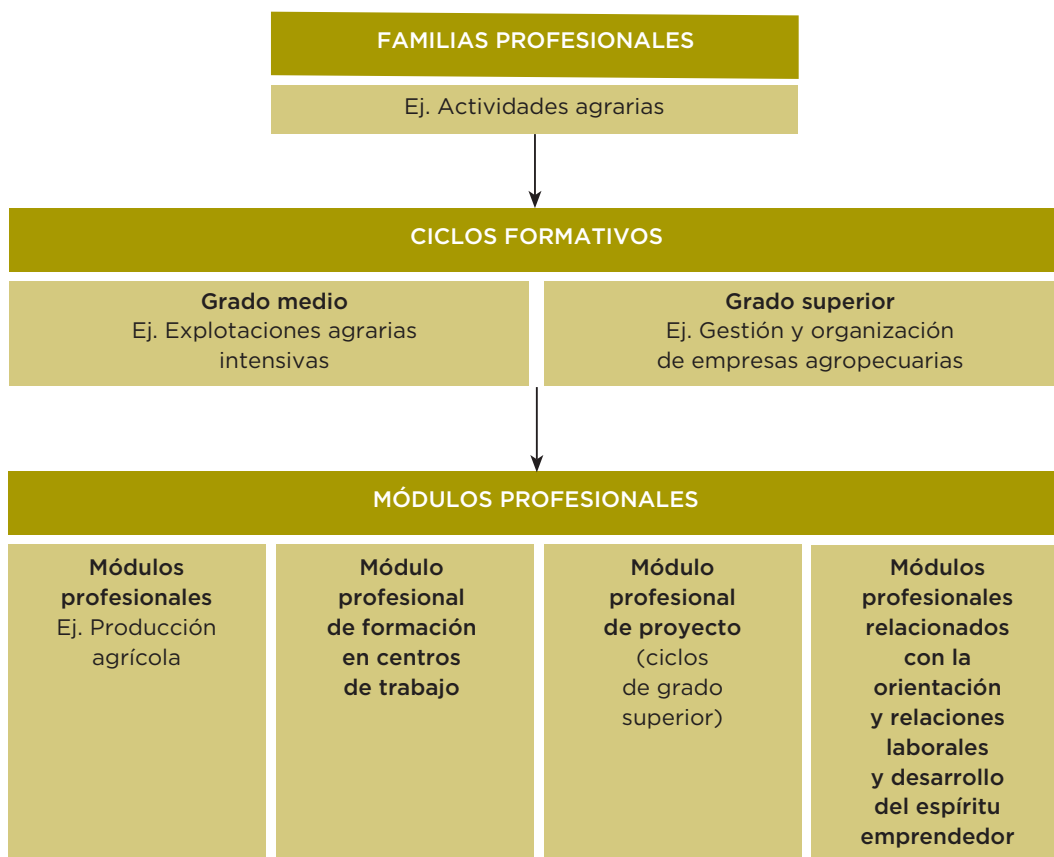 FAMILIAS PROFESIONALES
Ej. Actividades agrarias
CICLOS FORMATIVOS
Grado medio
Ej. Explotaciones agrarias
intensivas
Grado superior
Ej. Gestión y organización
de empresas agropecuarias
MÓDULOS PROFESIONALES
Módulos
profesionales
Ej. Producción
agrícola
Módulo
profesional
de formación
en centros
de trabajo
Módulo
profesional
de proyecto
(ciclos
de grado
superior)
Módulos
profesionales
relacionados
con la
orientación
y relaciones
laborales
y desarrollo
del espíritu
emprendedor